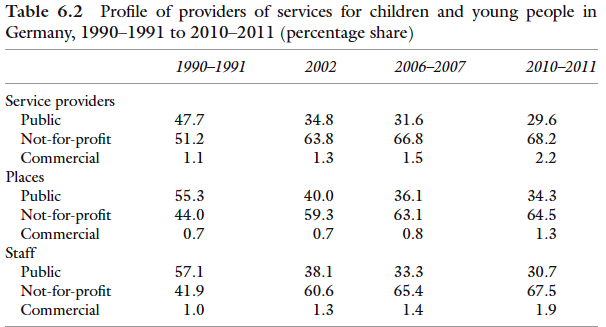 Table 6.2 Profile of providers of services for children and young people in
Germany, 1990–1991 to 2010–2011 (percentage share)
1990–1991 2002 2006–2007 2010–2011
Service providers
Public 47.7 34.8 31.6 29.6
Not-for-profit 51.2 63.8 66.8 68.2
Commercial 1.1 1.3 1.5 2.2
Places
Public 55.3 40.0 36.1 34.3
Not-for-profit 44.0 59.3 63.1 64.5
Commercial 0.7 0.7 0.8 1.3
Staff
Public 57.1 38.1 33.3 30.7
Not-for-profit 41.9 60.6 65.4 67.5
Commercial 1.0 1.3 1.4 1.9